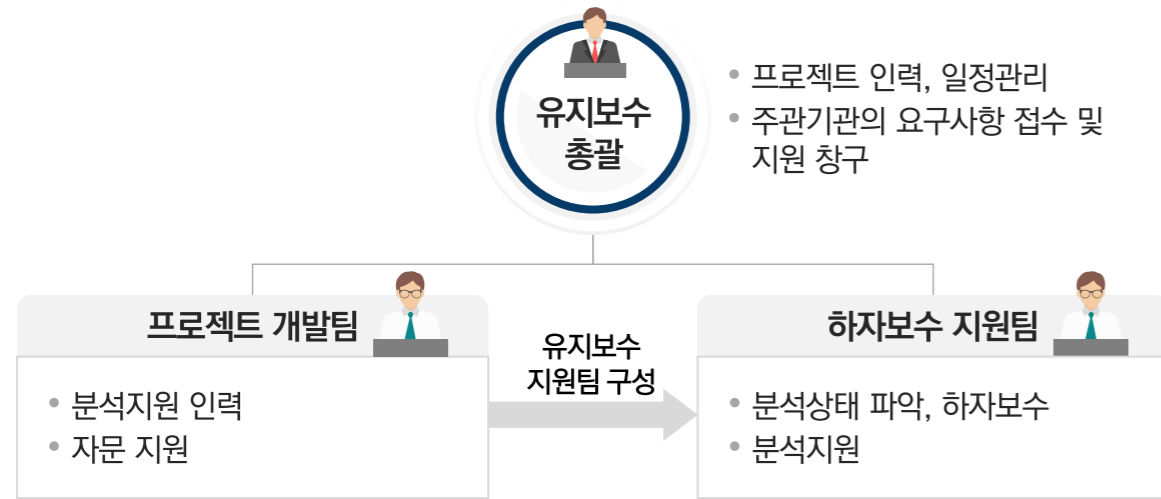 유지보수
총괄
• 프로젝트 인력, 일정관리
• 주관기관의 요구사항 접수 및
지원 창구
프로젝트 개발팀
• 분석지원 인력
• 자문 지원
유지보수
지원팀 구성
하자보수 지원팀
• 분석상태 파악, 하자보수
• 분석지원